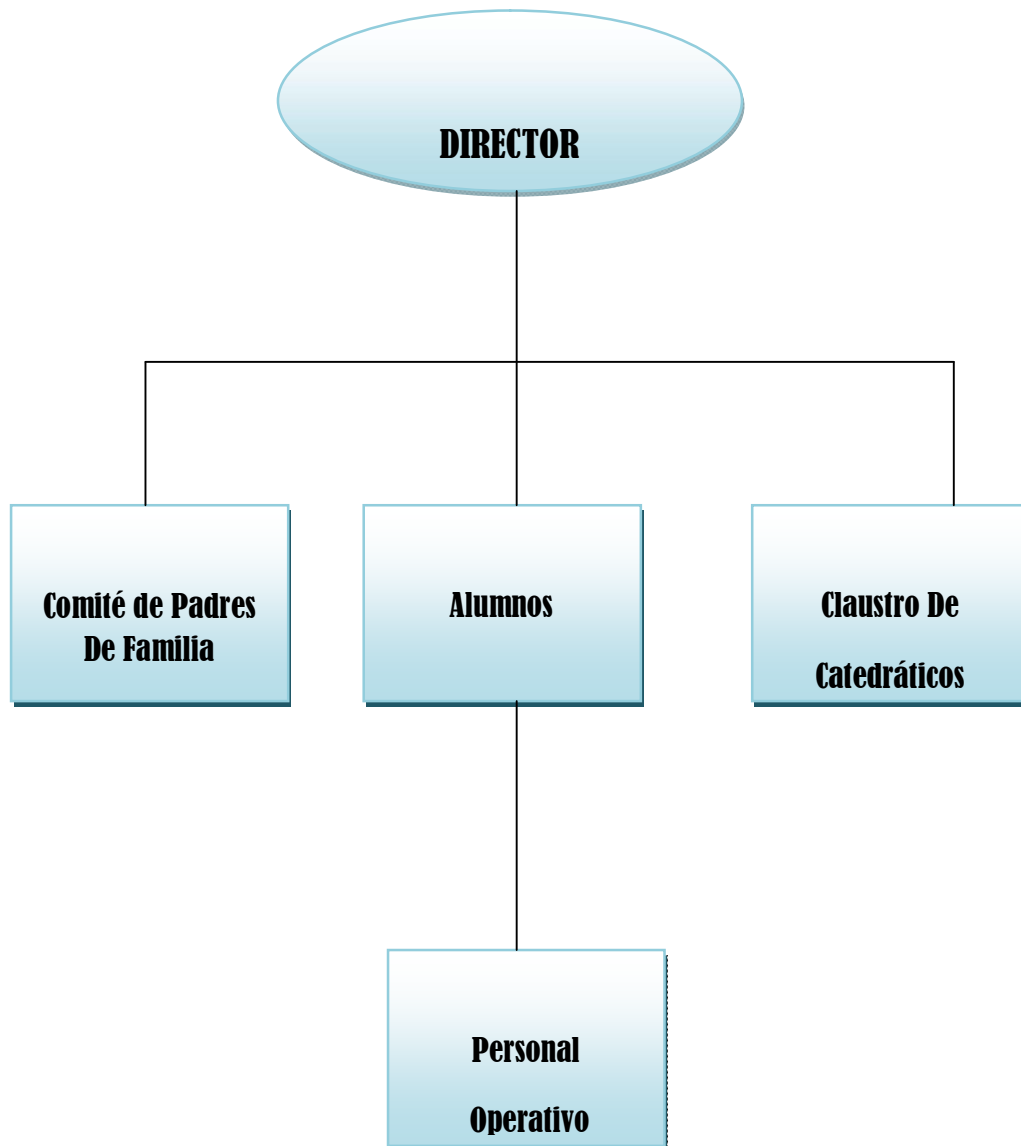 DIRECTOR
Comité de Padres
De Familia
Alumnos
Claustro De
Catedráticos
Personal
Operativo